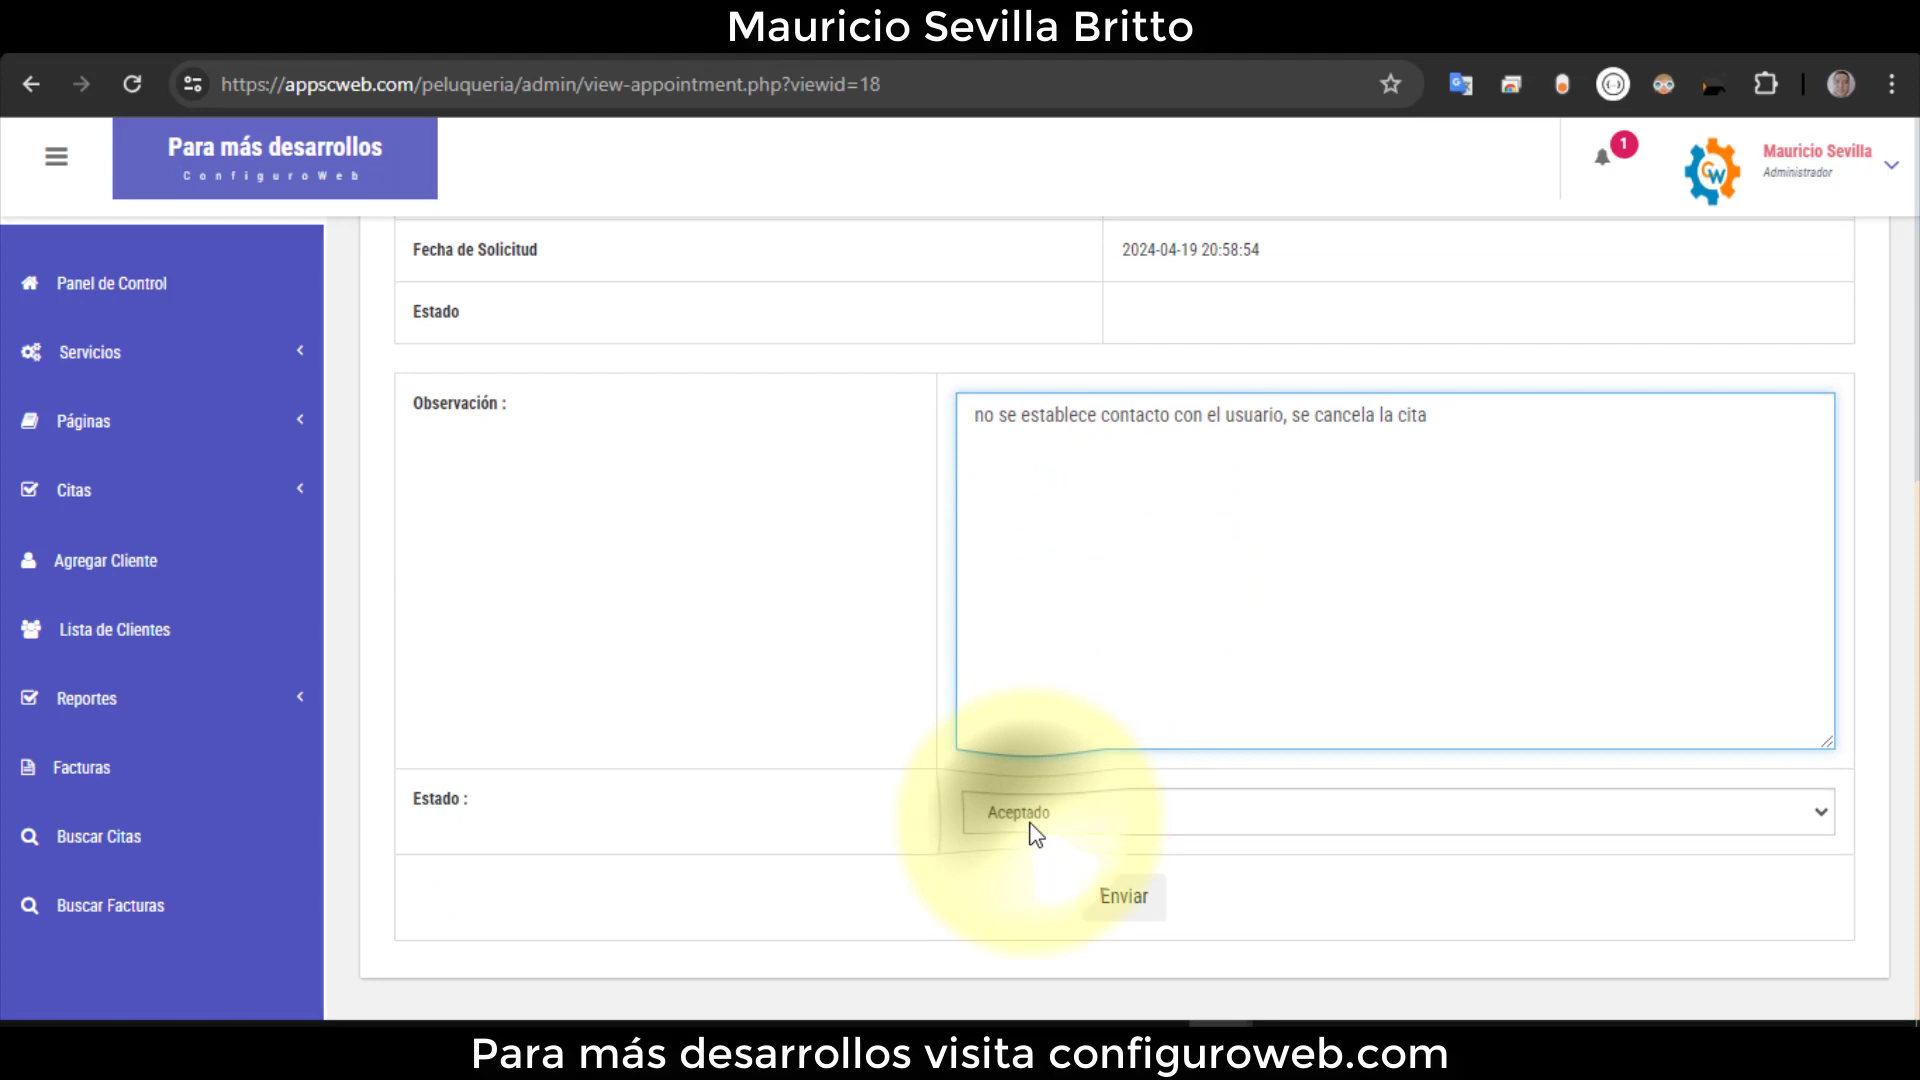 Mauricio Sevilla Britto
https://appscweb.com/peluqueria/admin/view-appointment.php?viewid=18
Para más desarrollos
ConfiguroWeb
1
CW
Mauricio Sevilla
Administrador
Panel de Control
Servicios
Páginas
Citas
Agregar Cliente
Lista de Clientes
Reportes
Facturas
Buscar Citas
Buscar Facturas
Fecha de Solicitud 2024-04-19 20:58:54
Estado
Observación : no se establece contacto con el usuario, se cancela la cita
Estado : Aceptado
Enviar
Para más desarrollos visita configuroweb.com